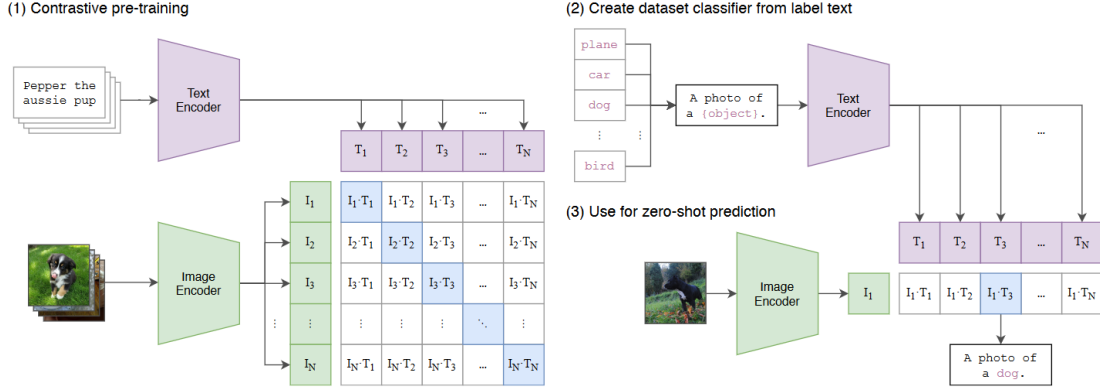 (1) Contrastive pre-training
Pepper the
aussie pup
Text
Encoder
...
T1 T2 T3 ... TN
I1 I1·T1 I1·T2 I1·T3 ... I1·TN
I2 I2·T1 I2·T2 I2·T3 ... I2·TN
Image
Encoder
I3 I3·T1 I3·T2 I3·T3 ... I3·TN
⋮ ⋮ ⋮ ⋮ ⋮ ⋱ ⋮
IN IN·T1 IN·T2 IN·T3 ... IN·TN
(2) Create dataset classifier from label text
plane
car
dog
⋮ ⋮
bird
A photo of
a {object}.
Text
Encoder
...
(3) Use for zero-shot prediction
T1 T2 T3 ... TN
Image
Encoder
I1 I1·T1 I1·T2 I1·T3 ... I1·TN
A photo of
a dog.